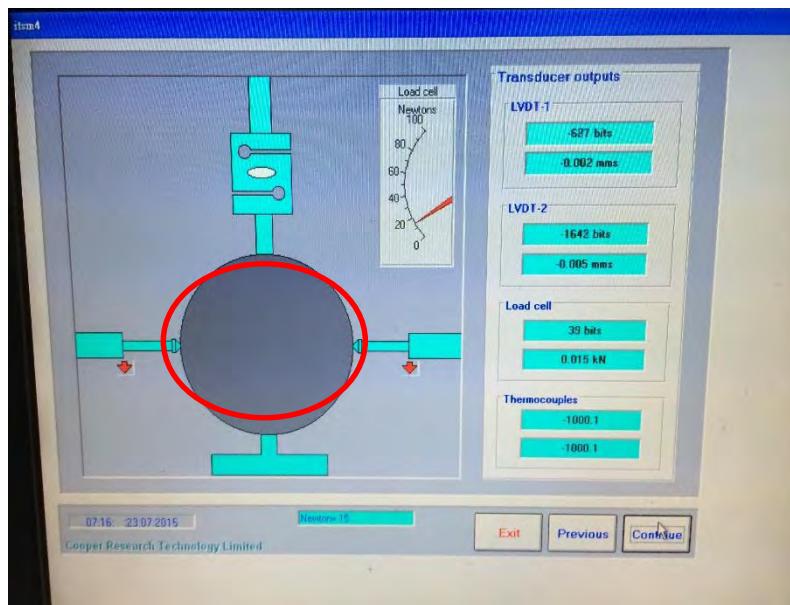 itsm4
Load cell
Newtons
100
80
60
40
20
0
Transducer outputs
LVDT-1
-627 bits
-0.002 mms
LVDT-2
-1642 bits
-0.005 mms
Load cell
39 bits
0.015 kN
Thermocouples
-1000.1
-1000.1
07:16: 23.07.2015
Newtons 15
Cooper Research Technology Limited
Exit
Previous
Continue